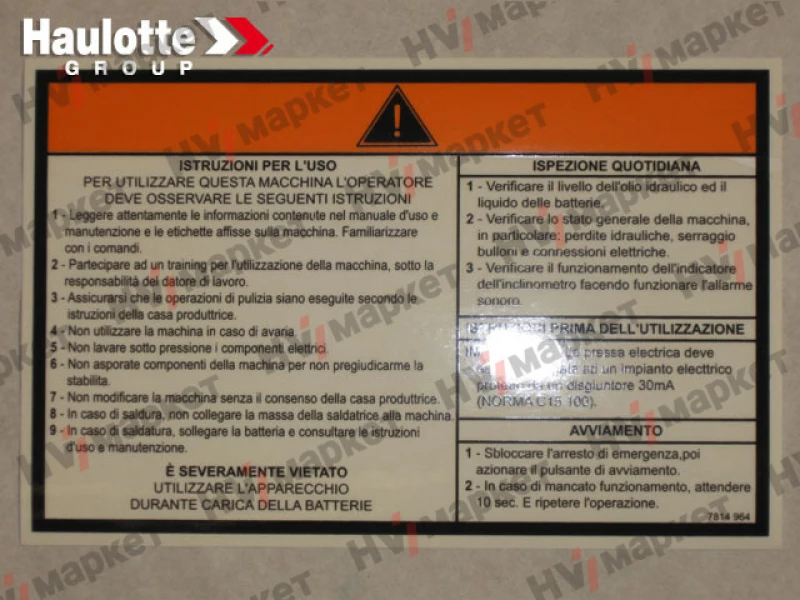 Haulotte
GROUP
ISTRUZIONI PER L'USO
PER UTILIZZARE QUESTA MACCHINA L'OPERATORE
DEVE OSSERVARE LE SEGUENTI ISTRUZIONI
1 - Leggere attentamente le informazioni contenute nel manuale d'uso e
manutenzione e le etichette affisse sulla macchina. Familiarizzare
con i comandi.
2 - Partecipare ad un training per l'utilizzazione della macchina, sotto la
responsabilità del datore di lavoro.
3 - Assicurarsi che le operazioni di pulizia siano eseguite secondo le
istruzioni della casa produttrice.
4 - Non utilizzare la machina in caso di avaria.
5 - Non lavare sotto pressione i componenti elettrici
6 - Non asporate componenti della machina per non pregiudicarme la
stabilita.
7 - Non modificare la macchina senza il consenso della casa produttrice.
8 - In caso di saldura, non collegare la massa della saldatrice alla machina.
9 - In caso di saldatura, sollegare la batteria e consultare le istruzioni
d'uso e manutenzione.
È SEVERAMENTE VIETATO
UTILIZZARE L'APPARECCHIO
DURANTE CARICA DELLA BATTERIE
ISPEZIONE QUOTIDIANA
1 - Verificare il livello dell'olio idraulico ed il
liquido delle batterie.
2 - Verificare lo stato generale della macchina,
in particolare: perdite idrauliche, serraggio
bulloni e connessioni elettriche.
3 - Verificare il funzionamento dell'indicatore
dell'inclinometro facendo funzionare l'allarme
sonoro.
ISTRUZIONI PRIMA DELL'UTILIZZAZIONE
La pressa electrica deve
ad un impianto electtrico
da un disgiuntore 30mA
(NORMA C15 100).
AVVIAMENTO
1 - Sbloccare l'arresto di emergenza,poi
azionare il pulsante di avviamento.
2 - In caso di mancato funzionamento, attendere
10 sec. E ripetere l'operazione.
7814 964
HVi Маркет